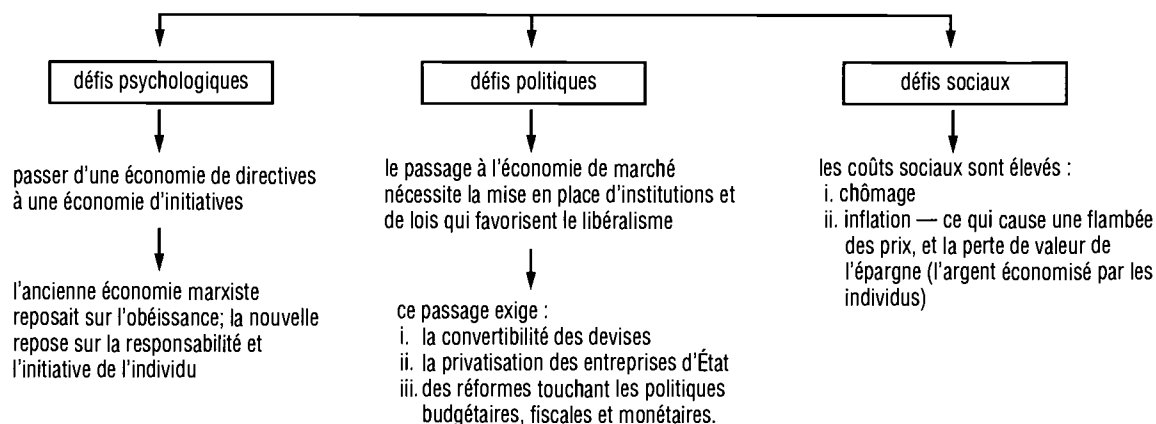 défis psychologiques
passer d'une économie de directives
à une économie d'initiatives
l'ancienne économie marxiste
reposait sur l'obéissance; la nouvelle
repose sur la responsabilité et
l'initiative de l'individu
défis politiques
le passage à l'économie de marché
nécessite la mise en place d'institutions et
de lois qui favorisent le libéralisme
ce passage exige :
i. la convertibilité des devises
ii. la privatisation des entreprises d'État
iii. des réformes touchant les politiques
budgétaires, fiscales et monétaires.
défis sociaux
les coûts sociaux sont élevés :
i. chômage
ii. inflation — ce qui cause une flambée
des prix, et la perte de valeur de
l'épargne (l'argent économisé par les
individus)